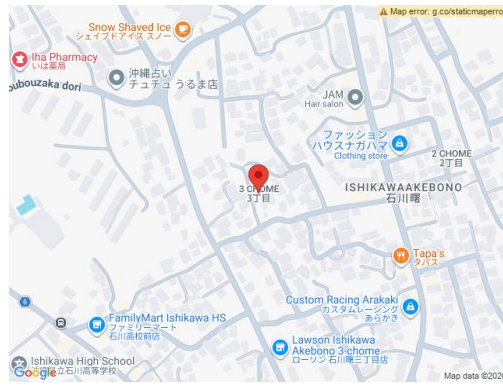 Map error: g.co/staticmaperro
Snow Shaved Ice
シェイブドアイス スノー
Iha Pharmacy
いは薬局
沖縄占い
チュチュ うるま店
oubouzaka dori
JAM
Hair salon
ファッション
ハウスナガハマ
Clothing store
2 CHOME
2丁目
3 CHOME
3丁目
ISHIKAWAAKEBONO
石川曙
Tapa's
タパス
6
Custom Racing Arakaki
カスタムレーシング
あらかき
FamilyMart Ishikawa HS
ファミリーマート
石川高校前店
Lawson Ishikawa
Akebono 3-chome
ローソン石川曙三丁目店
Ishikawa High School
沖縄県立石川高等学校
Google
Map data ©202